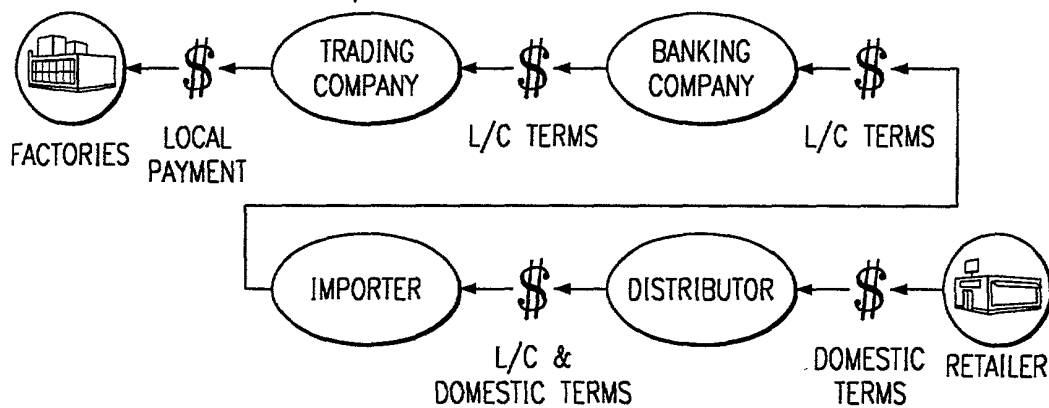 TRADING
COMPANY
BANKING
COMPANY
$
$
$
FACTORIES
LOCAL
PAYMENT
L/C TERMS
L/C TERMS
IMPORTER
$
DISTRIBUTOR
$
L/C &
DOMESTIC TERMS
DOMESTIC
TERMS
RETAILER